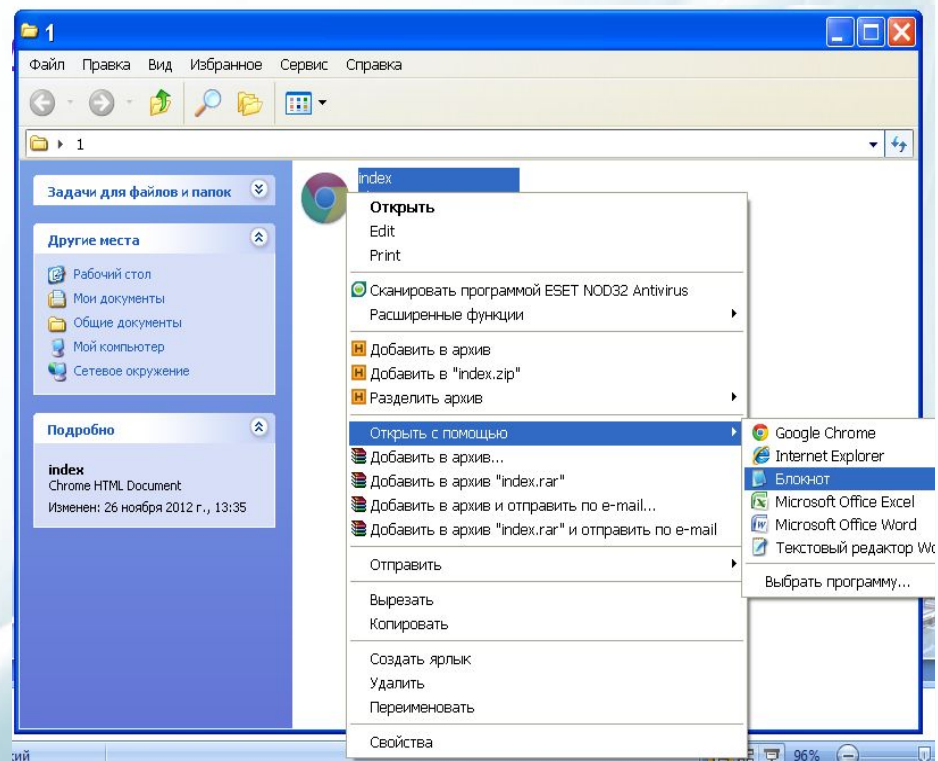 1
Файл Правка Вид Избранное Сервис Справка
1
Задачи для файлов и папок
Другие места
Рабочий стол
Мои документы
Общие документы
Мой компьютер
Сетевое окружение
Подробно
index
Chrome HTML Document
Изменен: 26 ноября 2012 г., 13:35
index
Открыть
Edit
Print
Сканировать программой ESET NOD32 Antivirus
Расширенные функции
Добавить в архив
Добавить в "index.zip"
Разделить архив
Открыть с помощью
Добавить в архив...
Добавить в архив "index.rar"
Добавить в архив и отправить по e-mail...
Добавить в архив "index.rar" и отправить по e-mail
Отправить
Вырезать
Копировать
Создать ярлык
Удалить
Переименовать
Свойства
Google Chrome
Internet Explorer
Блокнот
Microsoft Office Excel
Microsoft Office Word
Текстовый редактор Wo
Выбрать программу...
кий
96%